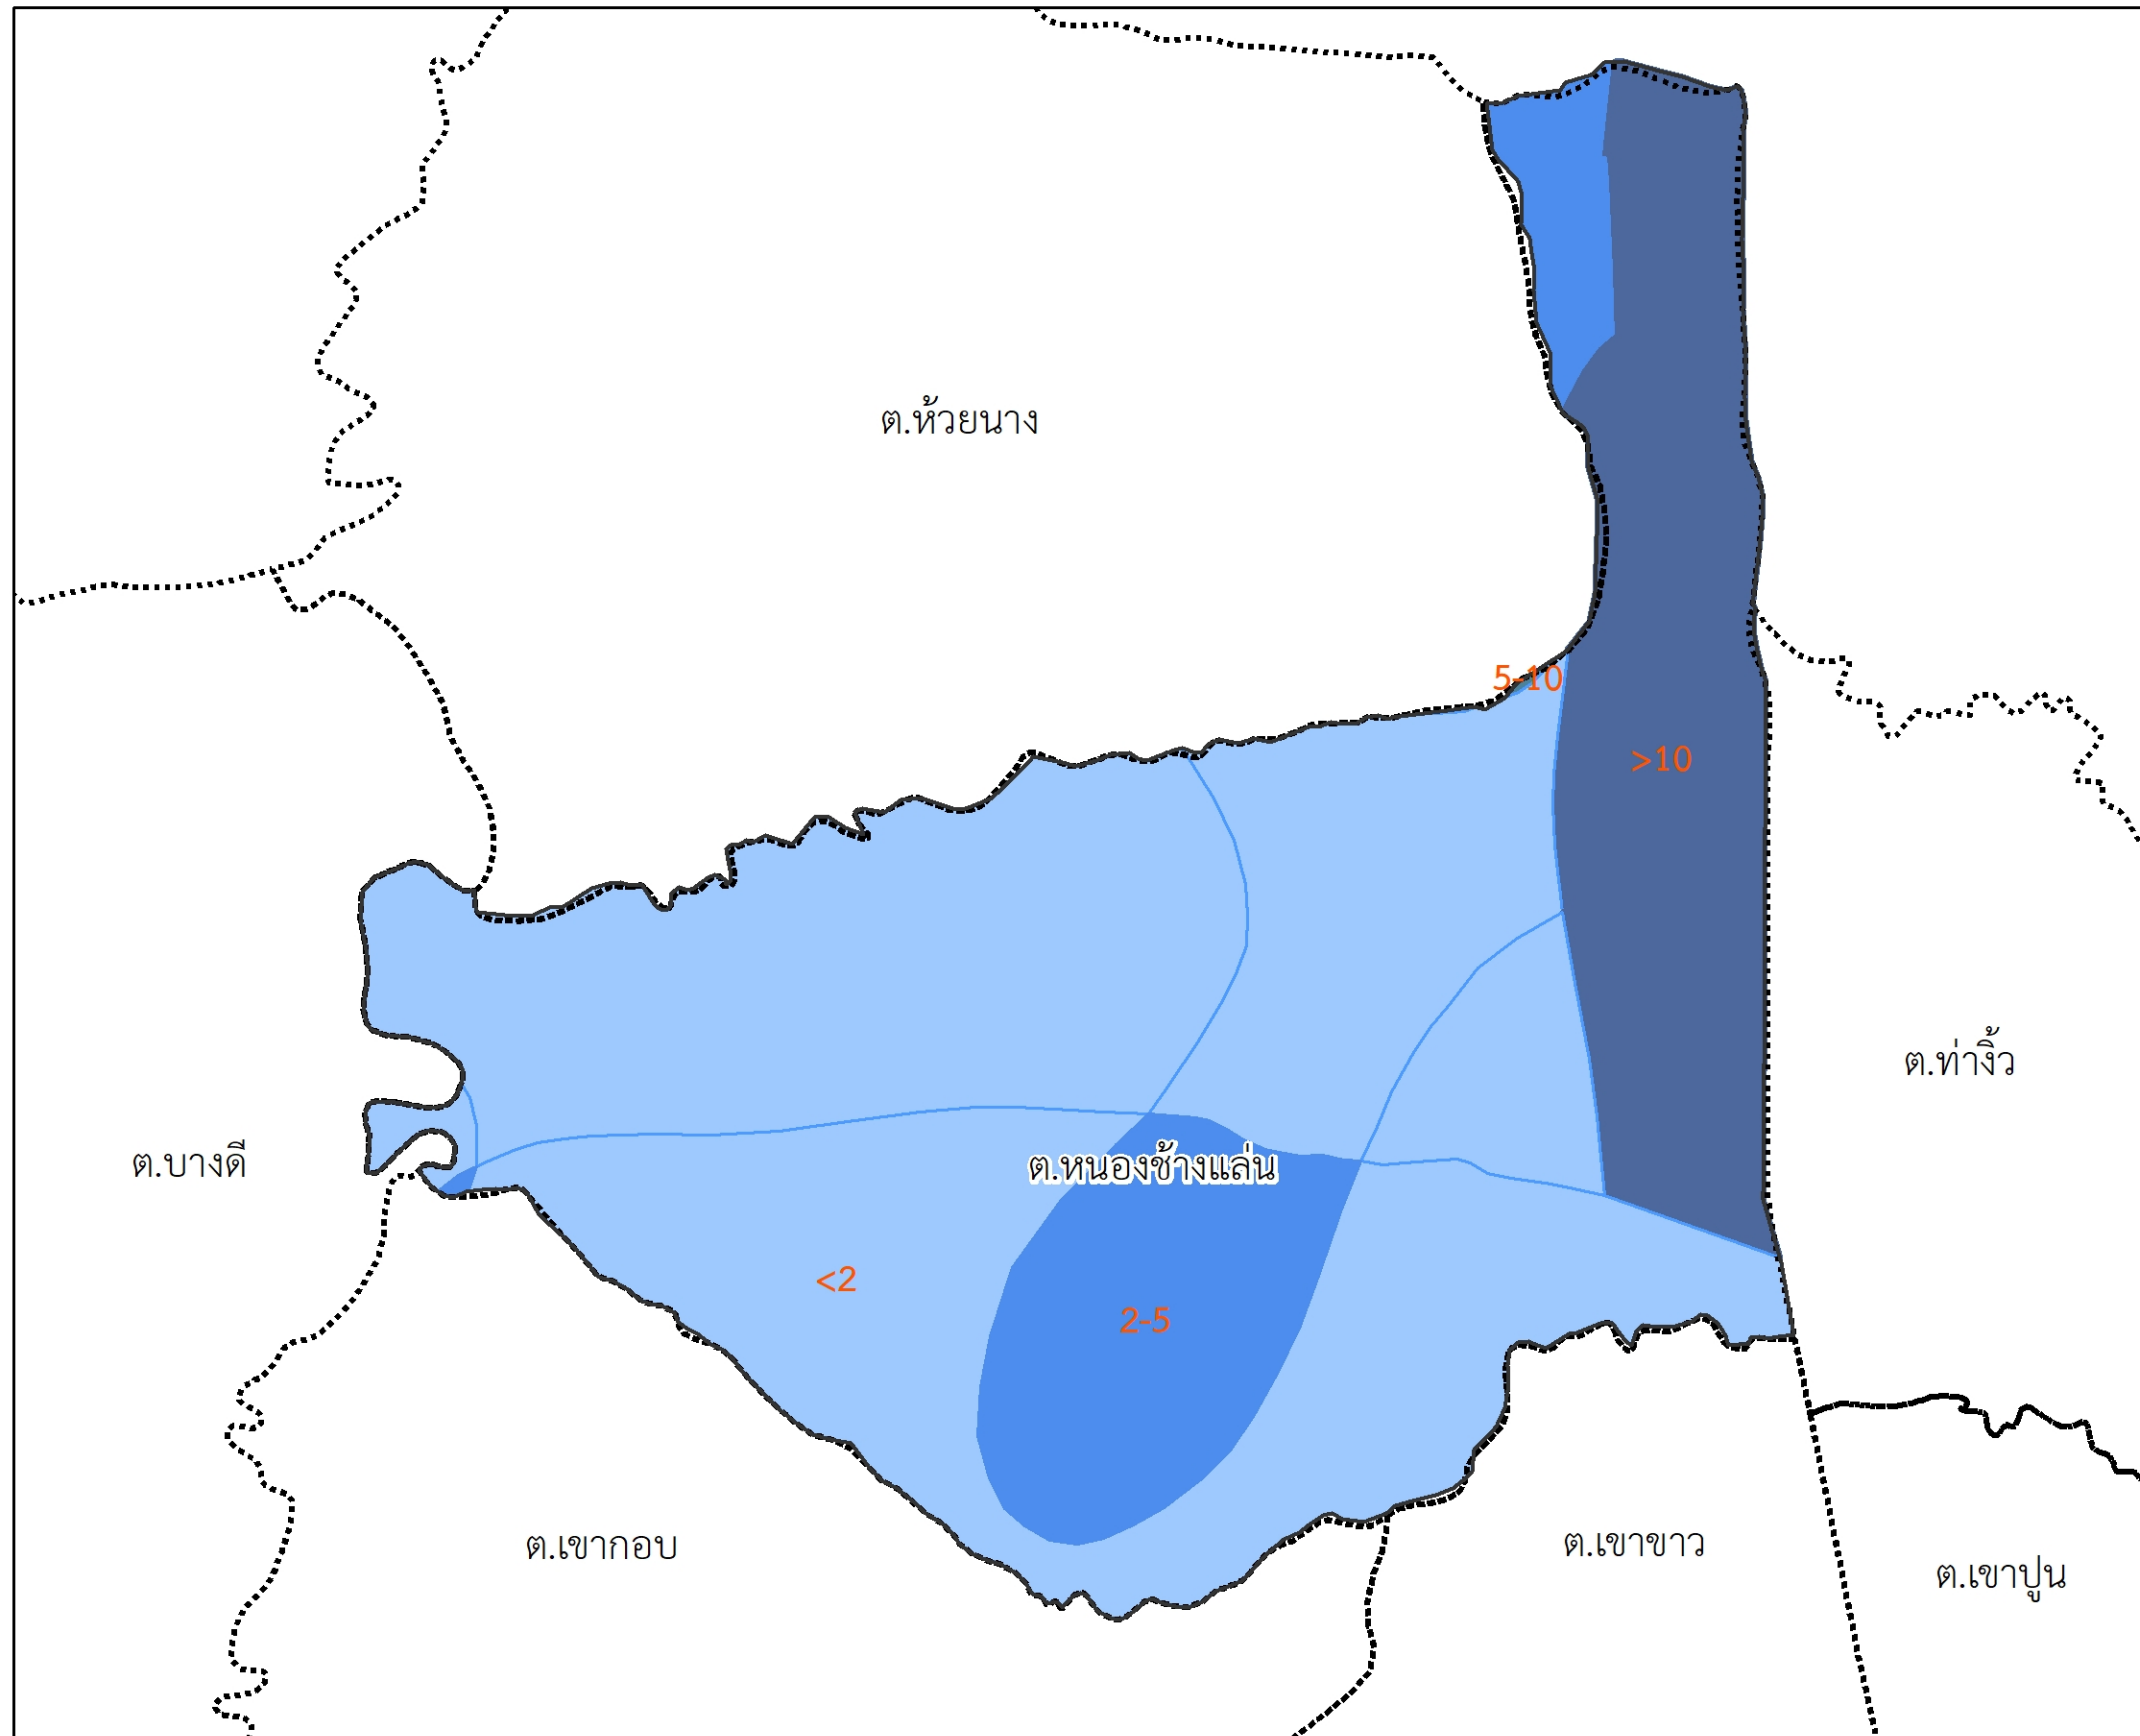 ต.ห้วยนาง
5-10
>10
ต.ท่างิ้ว
ต.บางดี
ต.หนองช้างแล่น
<2
2-5
ต.เขากอบ
ต.เขาขาว
ต.เขาปูน